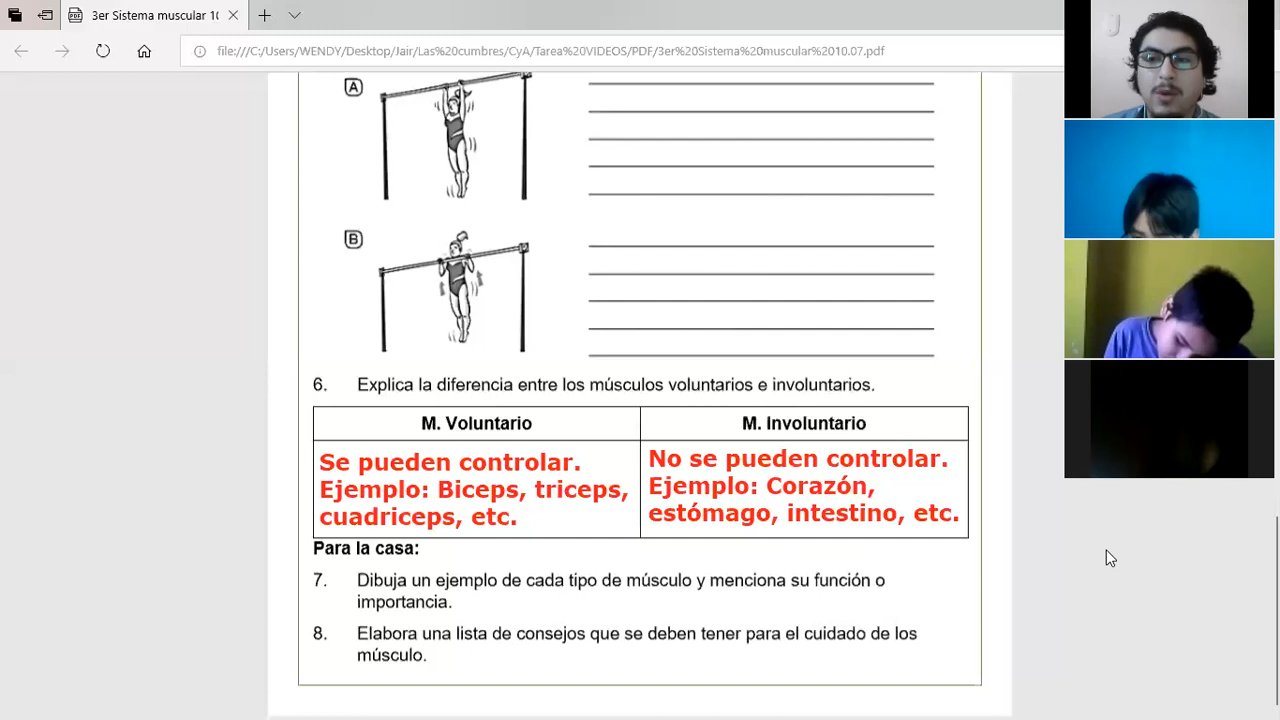 3er Sistema muscular 10
file:///C:/Users/WENDY/Desktop/Jair/Las%20cumbres/CyA/Tarea%20VIDEOS/PDF/3er%20Sistema%20muscular%2010.07.pdf
A
B
6. Explica la diferencia entre los músculos voluntarios e involuntarios.
M. Voluntario M. Involuntario
Se pueden controlar.
Ejemplo: Biceps, triceps,
cuadriceps, etc.
No se pueden controlar.
Ejemplo: Corazón,
estómago, intestino, etc.
Para la casa:
7. Dibuja un ejemplo de cada tipo de músculo y menciona su función o
importancia.
8. Elabora una lista de consejos que se deben tener para el cuidado de los
músculo.